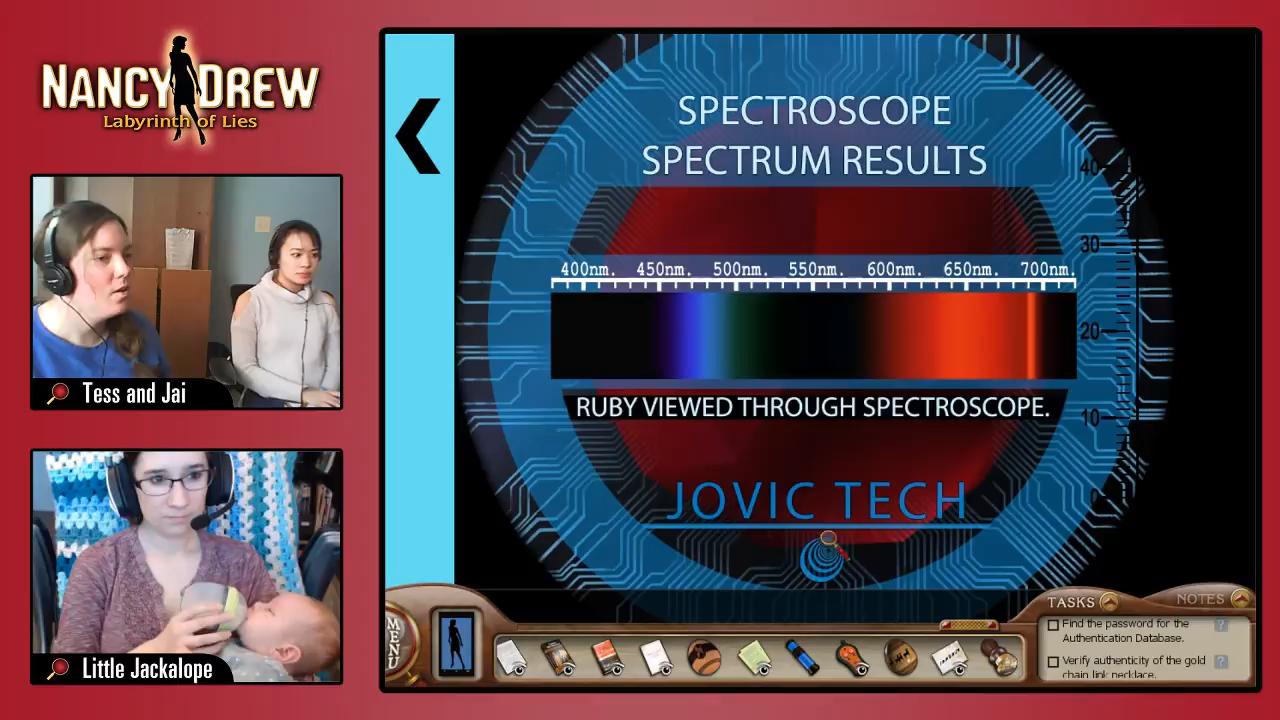 NANCY DREW
Labyrinth of Lies
Tess and Jai
Little Jackalope
SPECTROSCOPE
SPECTRUM RESULTS
400nm. 450nm. 500nm. 550nm. 600nm. 650nm. 700nm.
RUBY VIEWED THROUGH SPECTROSCOPE.
JOVIC TECH
40
30
20
10
0
MENU
TASKS
NOTES
Find the password for the
Authentication Database.
?
Verify authenticity of the gold
chain link necklace.
?